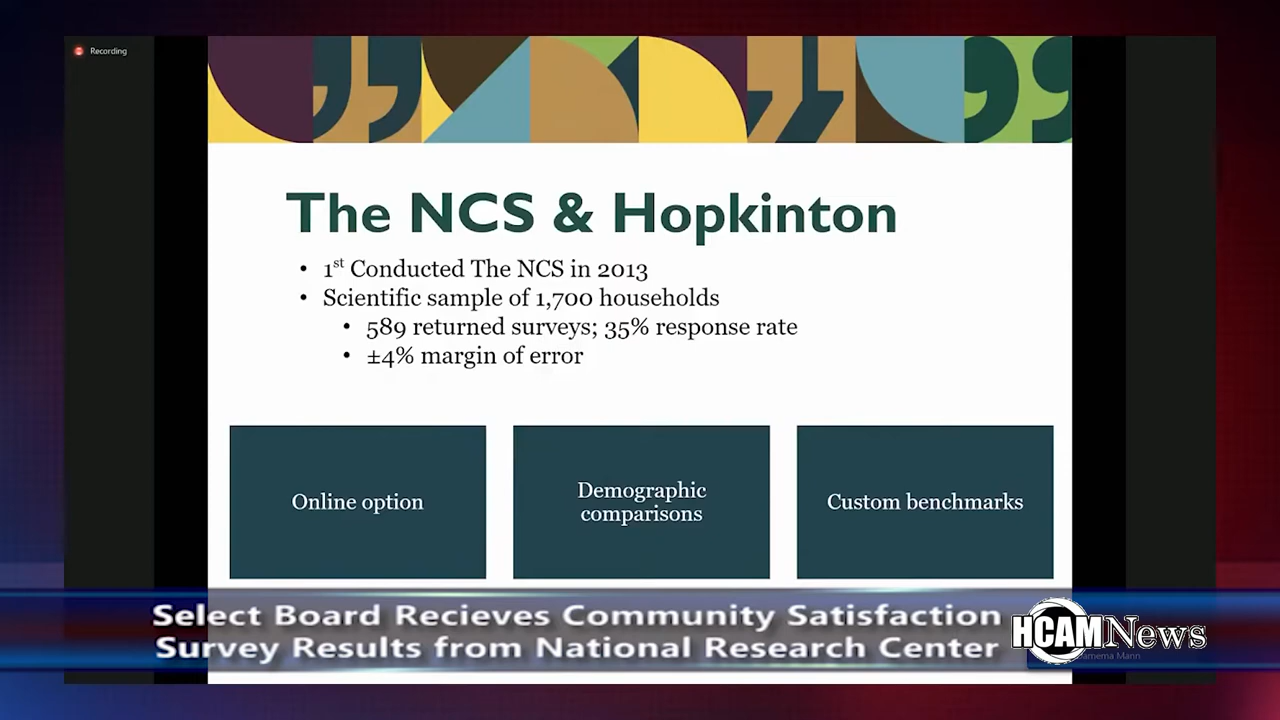 Recording
The NCS & Hopkinton
• 1st Conducted The NCS in 2013
• Scientific sample of 1,700 households
• 589 returned surveys; 35% response rate
• ±4% margin of error
Online option
Demographic
comparisons
Custom benchmarks
Select Board Recieves Community Satisfaction
Survey Results from National Research Center
HCAMNews